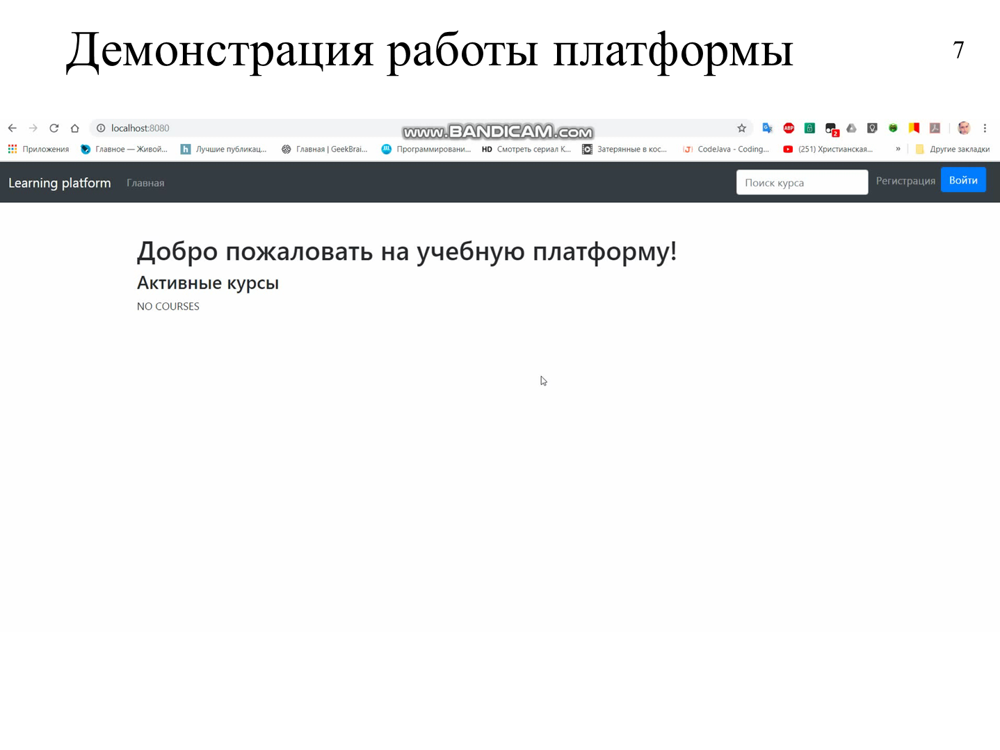 Демонстрация работы платформы
7
localhost:8080
www.BANDICAM.com
2
Приложения Главное — Живой... Лучшие публикац... Главная | GeekBrai... Программировани... HD Смотреть сериал К... Затерянные в кос... CodeJava - Coding... (251) Христианская... » Другие закладки
Learning platform Главная Поиск курса Регистрация Войти
Добро пожаловать на учебную платформу!
Активные курсы
NO COURSES